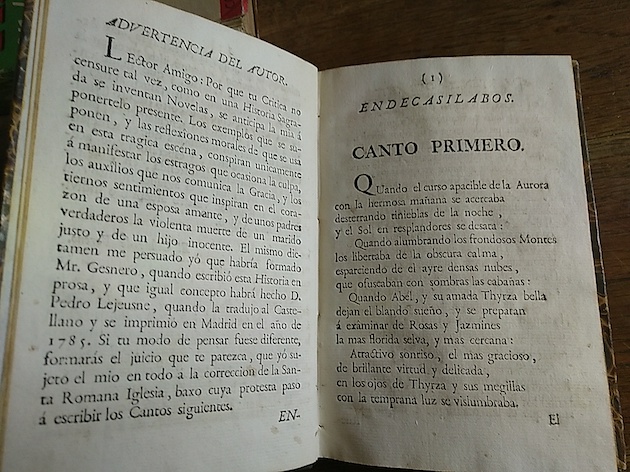 ADVERTENCIA DEL AUTOR.
LEctor Amigo: Por que tu Critica no
censure tal vez, como en una Historia Sagra-
da se inventan Novelas, se anticipa la mia á
ponertelo presente. Los exemplos que se su-
ponen, y las reflexiones morales de que se usa
en esta tragica escena, conspiran unicamente
á manifestar los estragos que ocasiona la culpa,
los auxilios que nos comunica la Gracia, y los
tiernos sentimientos que inspiran en el cora-
zon de una esposa amante, y de unos padres
verdaderos la violenta muerte de un marido
justo y de un hijo inocente. El mismo dic-
tamen me persuado yó que habría formado
Mr. Gesnero, quando escribió esta Historia en
prosa, y que igual concepto habrá hecho D.
Pedro Lejeusne, quando la tradujo al Caste-
llano y se imprimió en Madrid en el año de
1785. Si tu modo de pensar fuese diferente,
formarás el juicio que te parezca, que yó su-
jeto el mio en todo à la correccion de la San-
ta Romana Iglesia, baxo cuya protesta paso
á escribir los Cantos siguientes.
EN-
(1)
ENDECASILABOS.
CANTO PRIMERO.
QUando el curso apacible de la Aurora
con la hermosa mañana se acercaba
desterrando tinieblas de la noche,
y el Sol en resplandores se desata:
Quando alumbrando los frondosos Montes
los libertaba de la obscura calma,
esparciendo de el ayre densas nubes,
que ofuscaban con sombras las cabañas:
Quando Abél, y su amada Thyrza bella
dejan el blando sueño, y se preparan
á examinar de Rosas y Jazmines
la mas florida selva, y mas cercana:
Atractivo sonriso, el mas gracioso,
de brillante virtud y delicada,
en los ojos de Thyrza y sus megillas
con la temprana luz se vislumbraba.
El